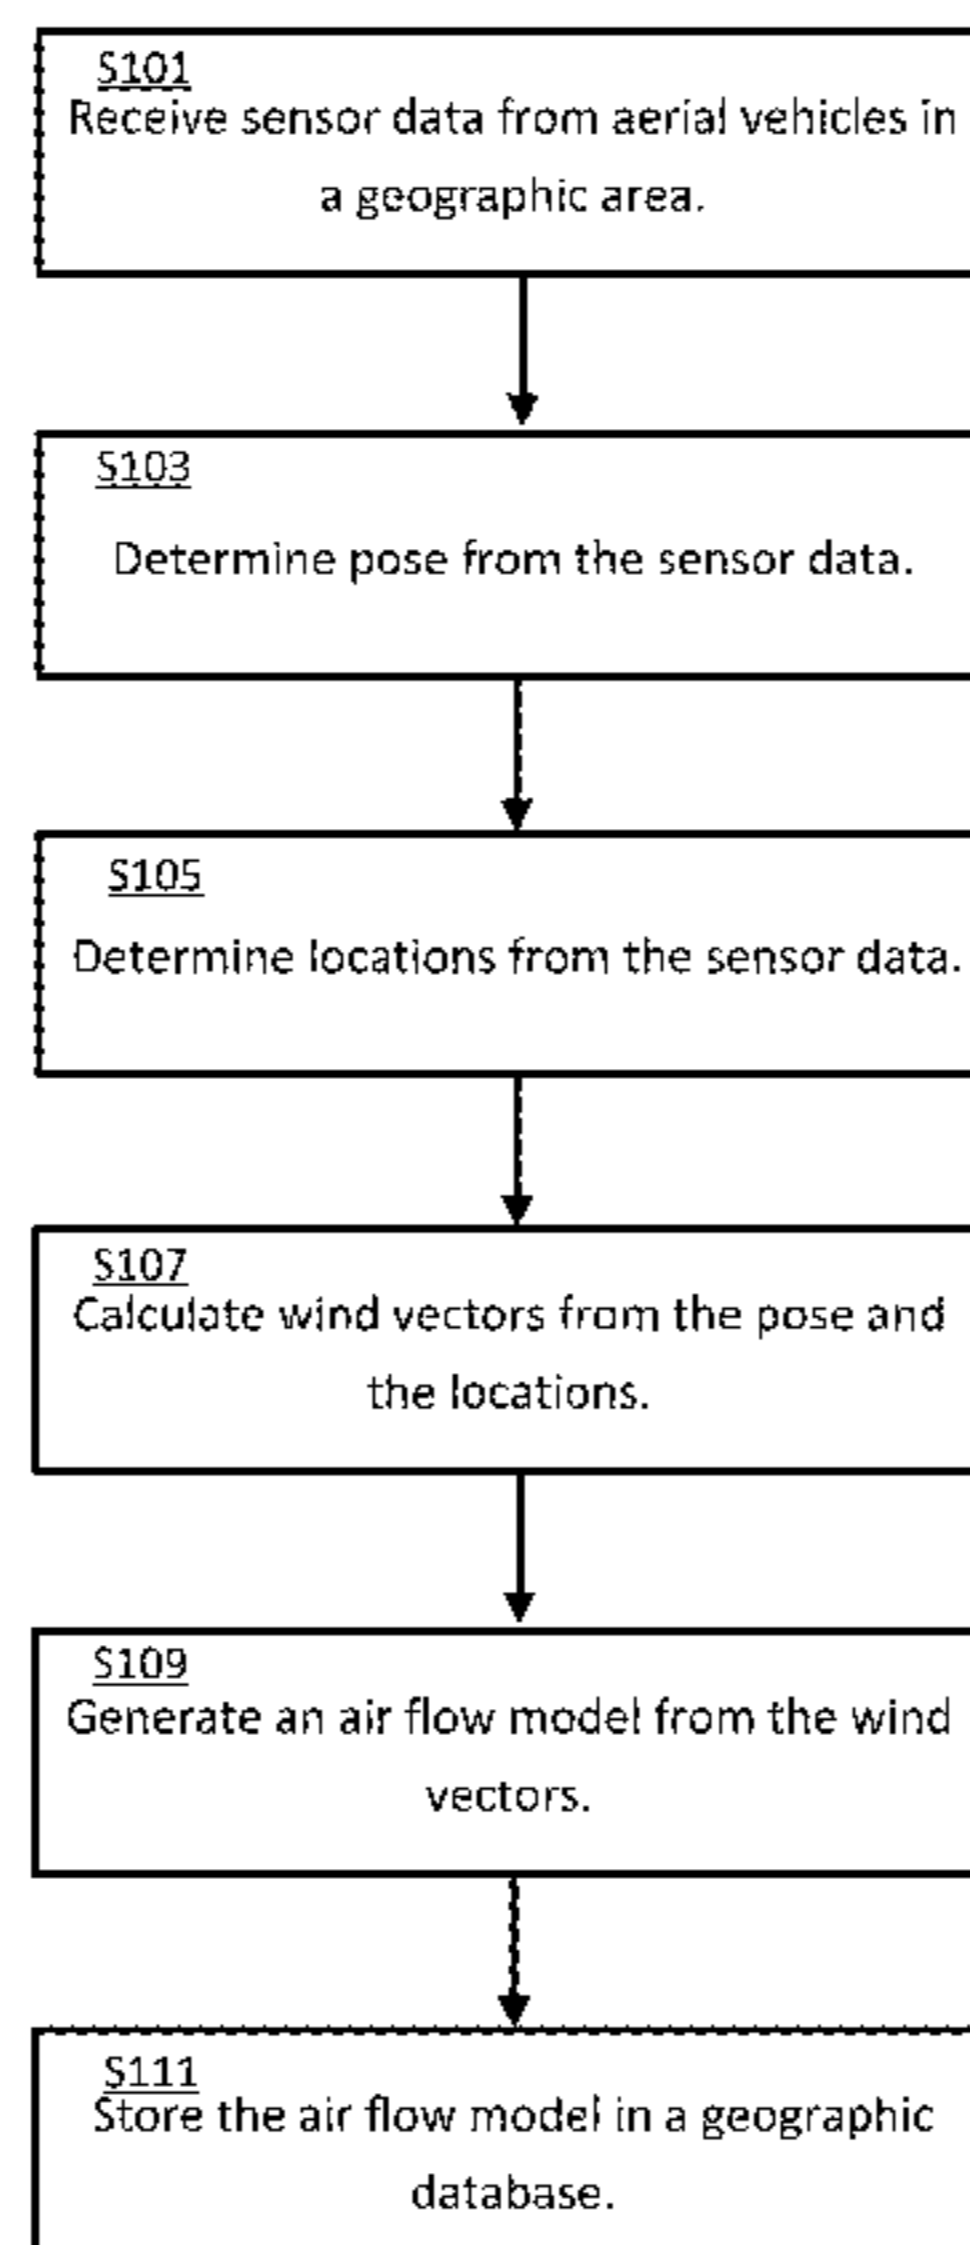 S101
Receive sensor data from aerial vehicles in
a geographic area.
S103
Determine pose from the sensor data.
S105
Determine locations from the sensor data.
S107
Calculate wind vectors from the pose and
the locations.
S109
Generate an air flow model from the wind
vectors.
S111
Store the air flow model in a geographic
database.